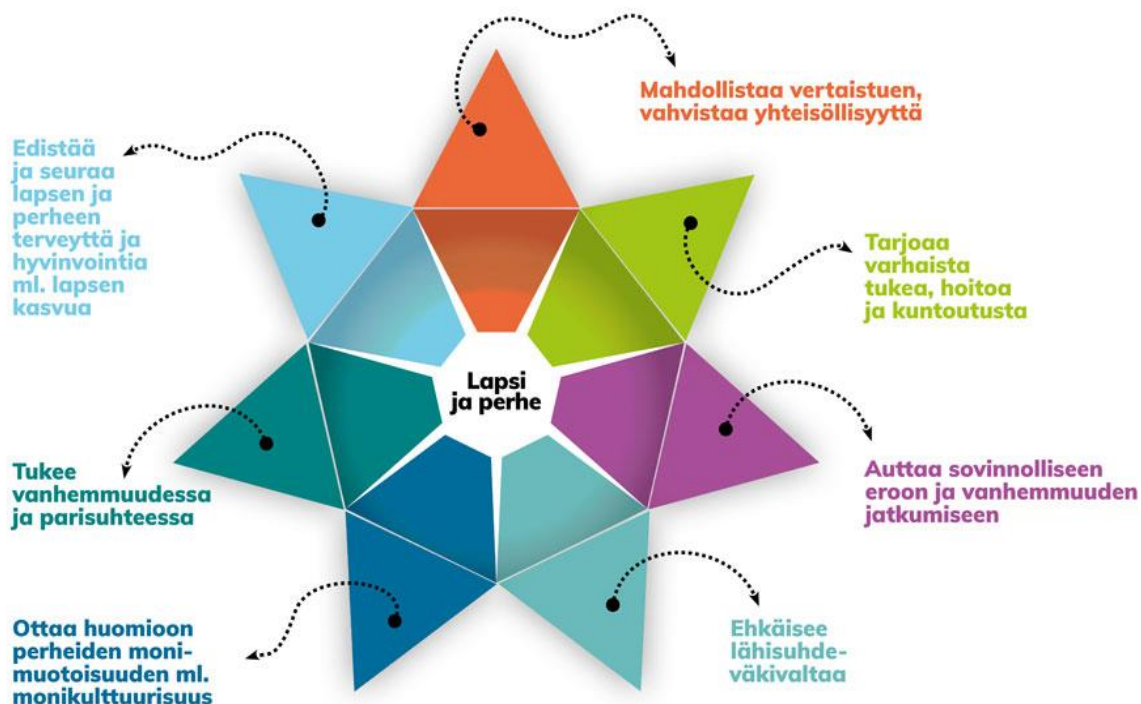 Mahdollistaa vertaistuen,
vahvistaa yhteisöllisyyttä
Edistää
ja seuraa
lapsen ja
perheen
terveyttä ja
hyvinvointia
ml. lapsen
kasvua
Tarjoaa
varhaista
tukea, hoitoa
ja kuntoutusta
Lapsi
ja perhe
Tukee
vanhemmuudessa
ja parisuhteessa
Auttaa sovinnolliseen
eroon ja vanhemmuuden
jatkumiseen
Ottaa huomioon
perheiden moni-
muotoisuuden ml.
monikulttuurisuus
Ehkäisee
lähisuhde-
väkivaltaa